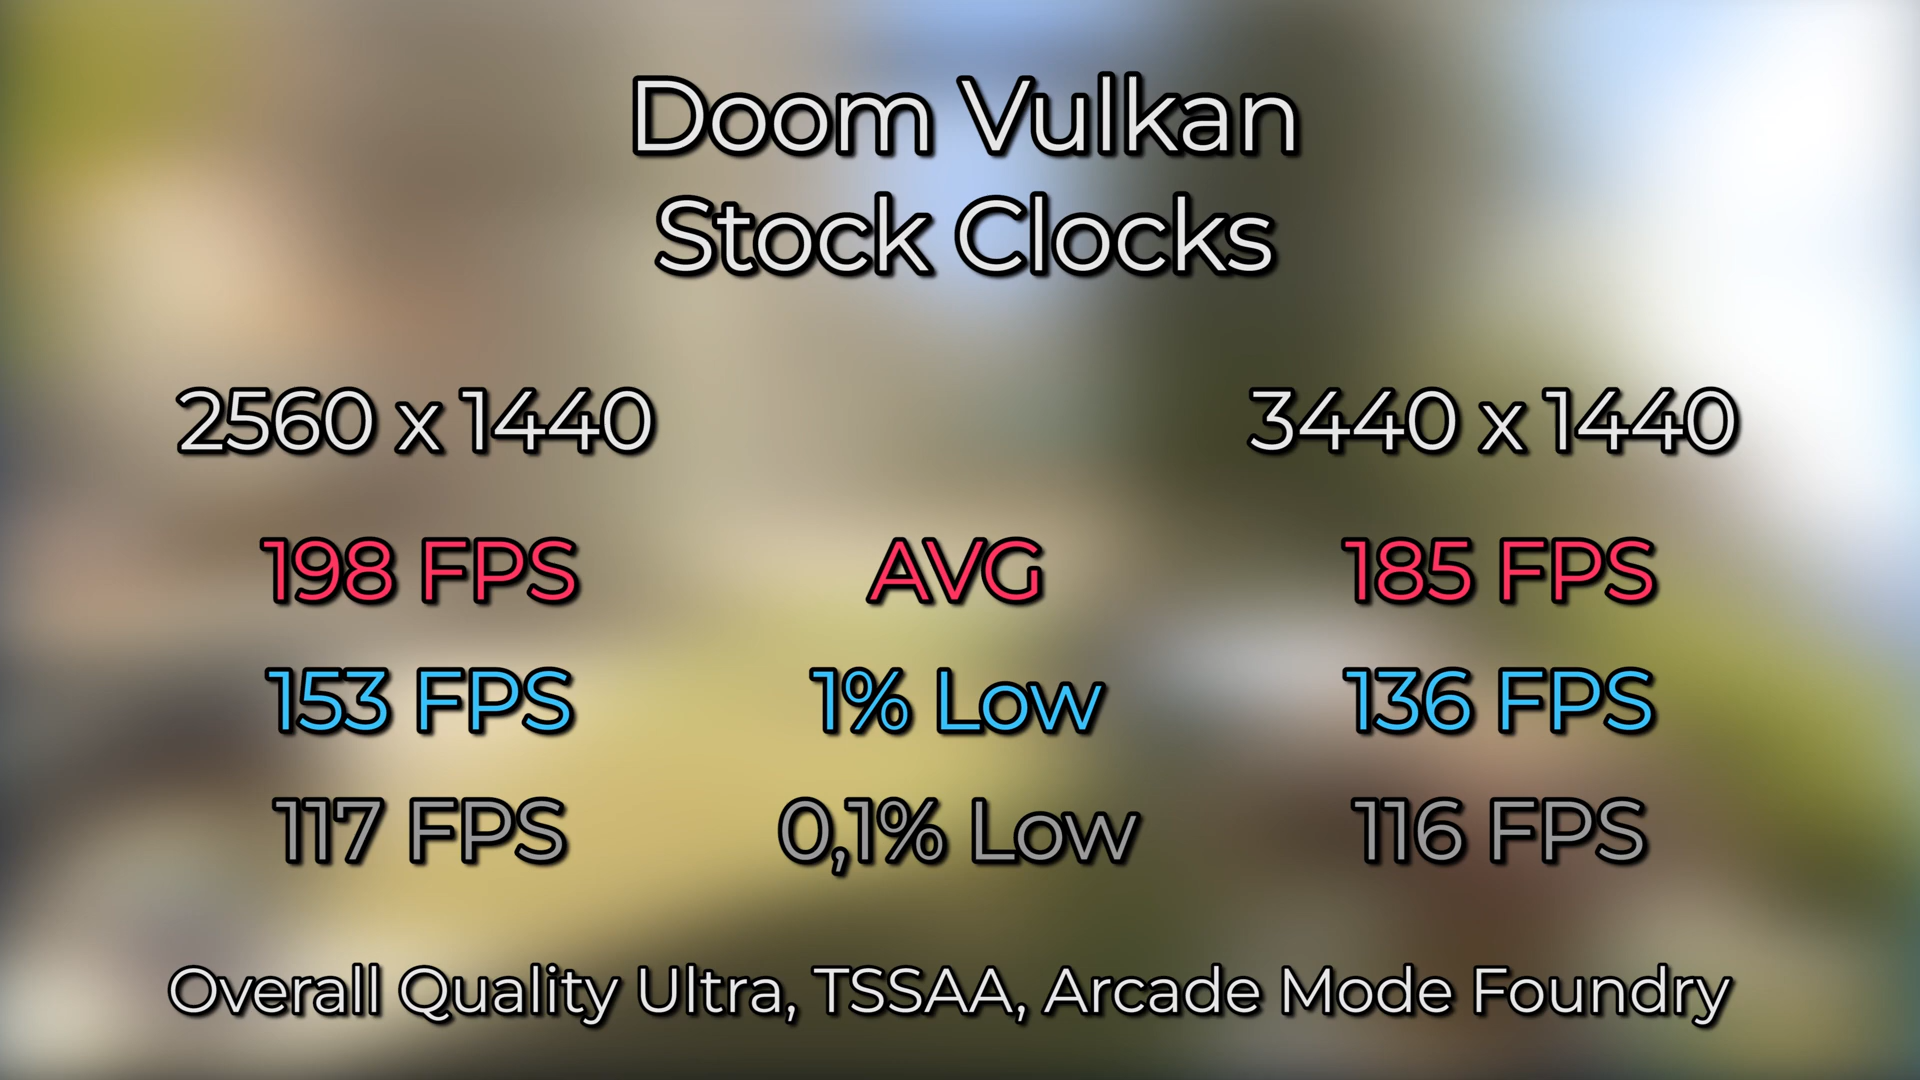 Doom Vulkan
Stock Clocks
2560 x 1440 3440 x 1440
198 FPS AVG 185 FPS
153 FPS 1% Low 136 FPS
117 FPS 0,1% Low 116 FPS
Overall Quality Ultra, TSSAA, Arcade Mode Foundry